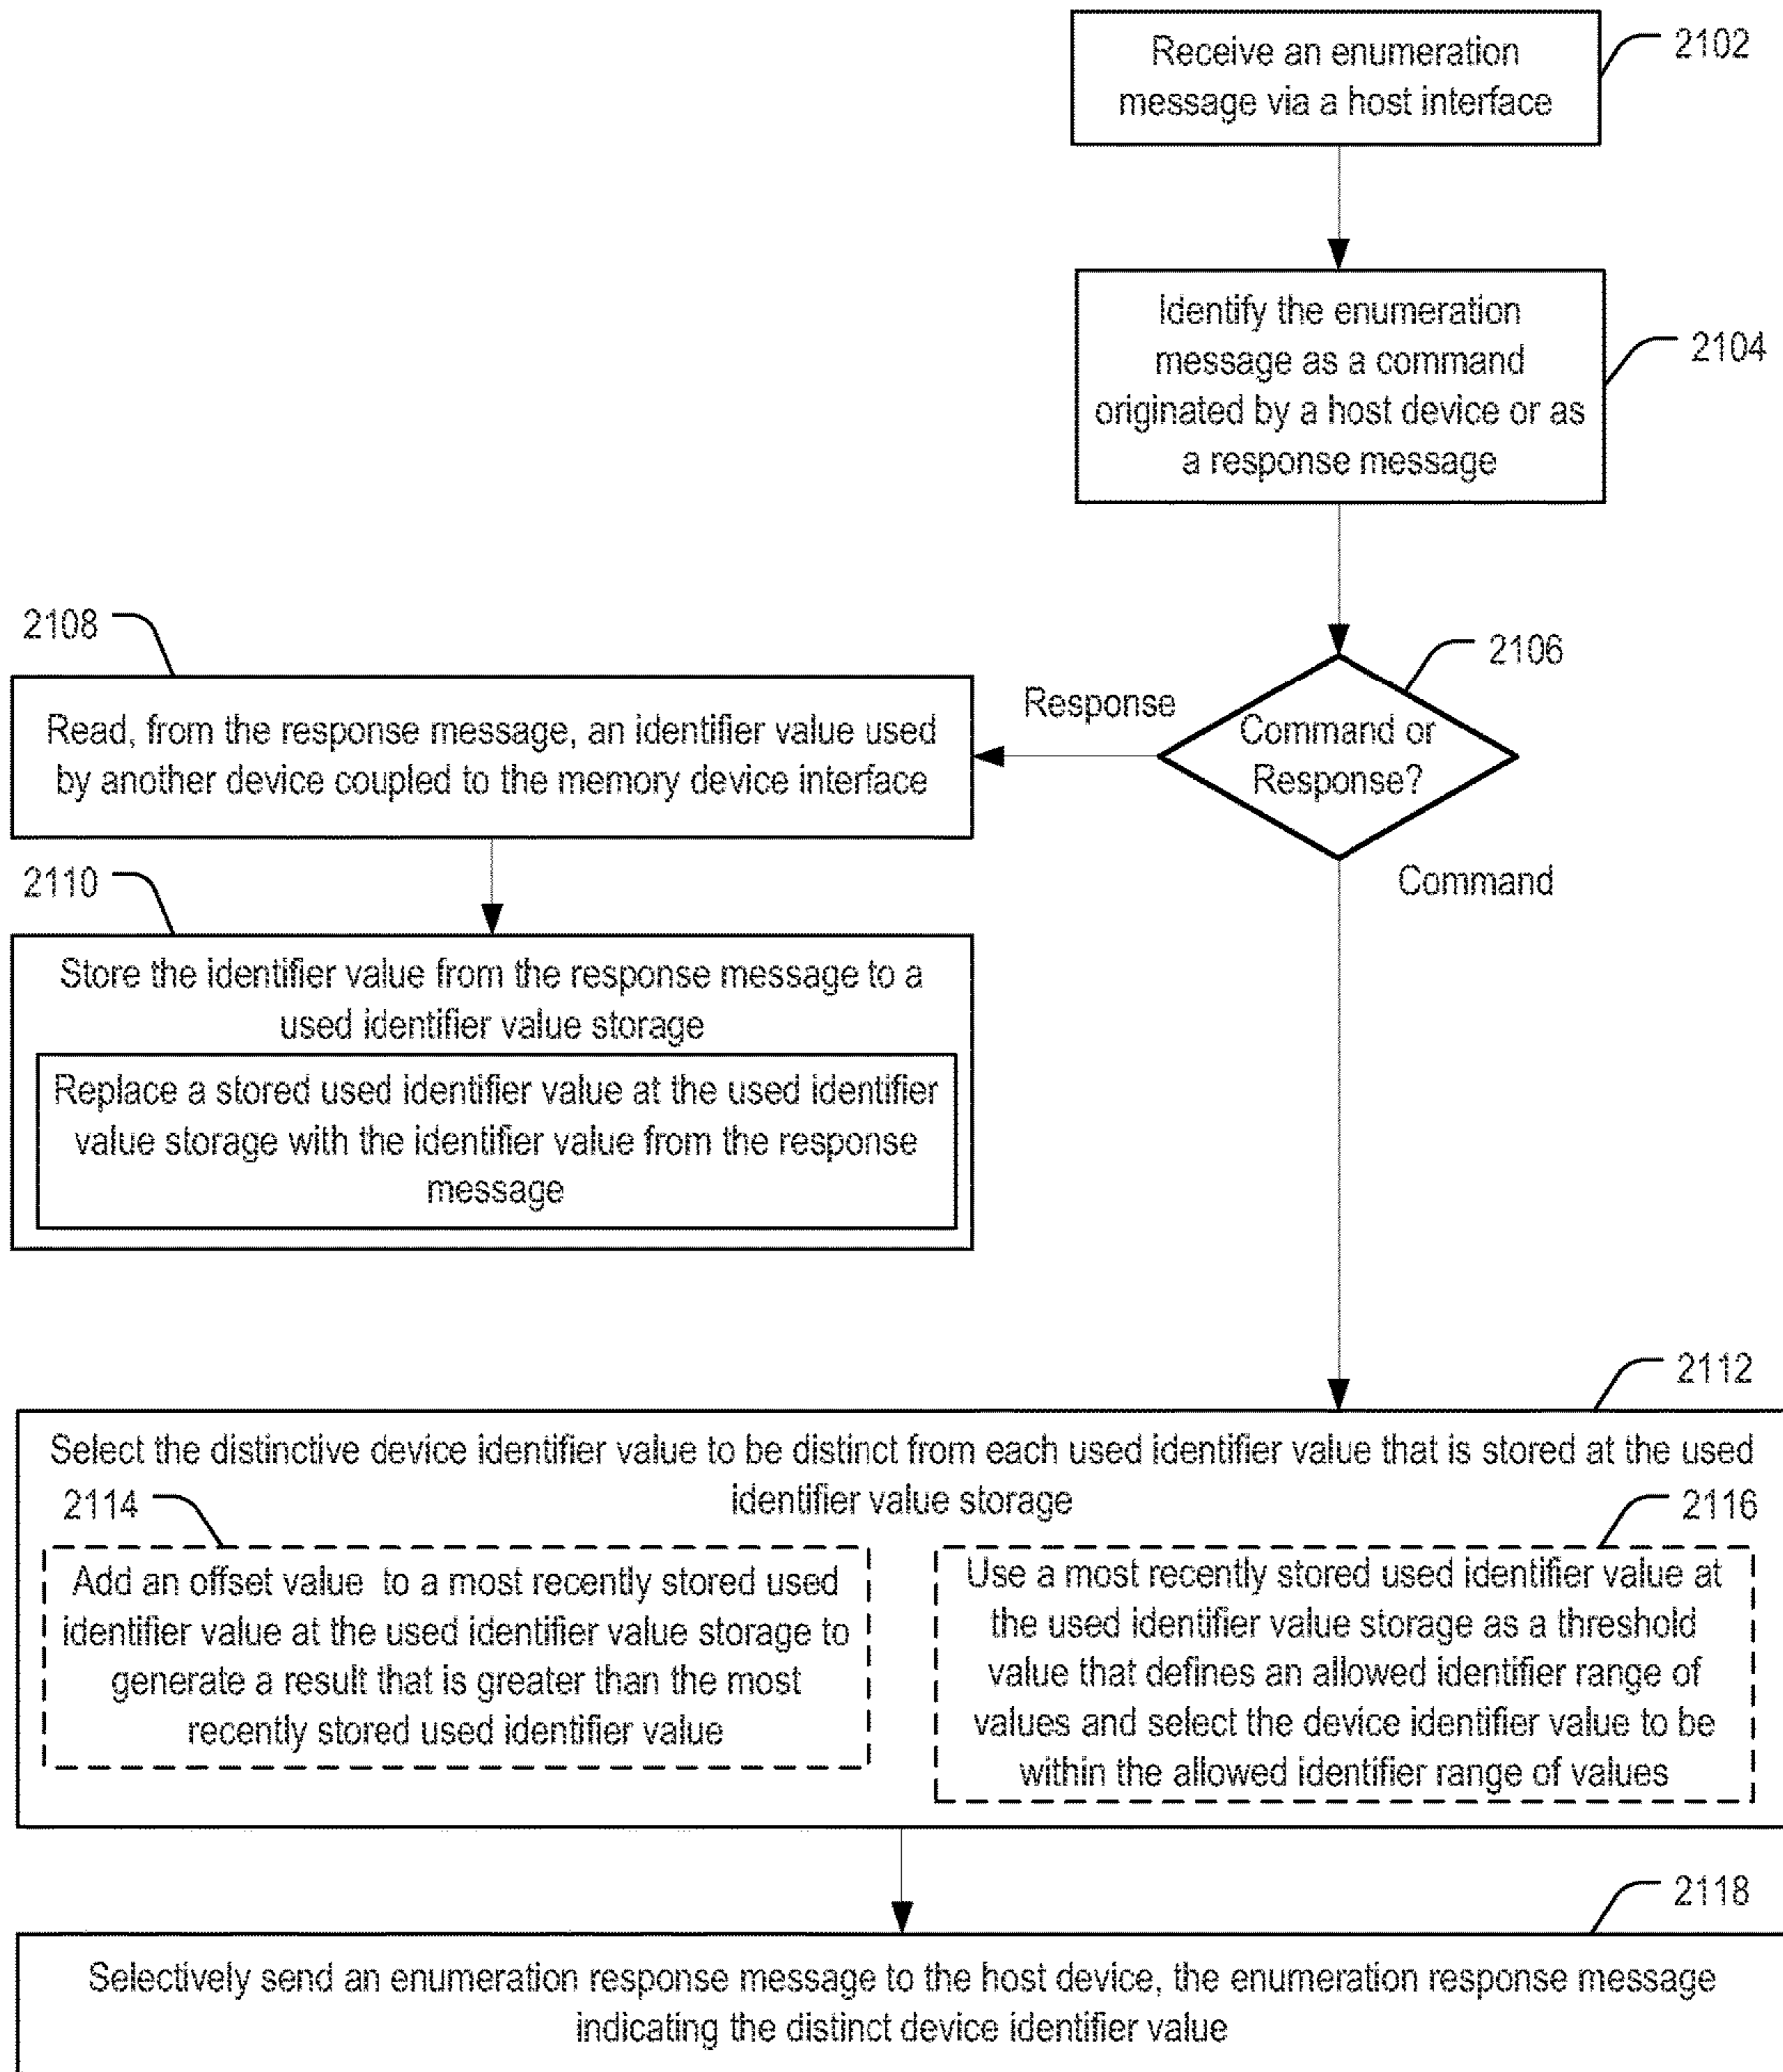 Receive an enumeration
message via a host interface
2102
Identify the enumeration
message as a command
originated by a host device or as
a response message
2104
2106
Command or
Response?
Response
Command
2108
Read, from the response message, an identifier value used
by another device coupled to the memory device interface
2110
Store the identifier value from the response message to a
used identifier value storage
Replace a stored used identifier value at the used identifier
value storage with the identifier value from the response
message
2112
Select the distinctive device identifier value to be distinct from each used identifier value that is stored at the used
identifier value storage
2114
Add an offset value to a most recently stored used
identifier value at the used identifier value storage to
generate a result that is greater than the most
recently stored used identifier value
2116
Use a most recently stored used identifier value at
the used identifier value storage as a threshold
value that defines an allowed identifier range of
values and select the device identifier value to be
within the allowed identifier range of values
2118
Selectively send an enumeration response message to the host device, the enumeration response message
indicating the distinct device identifier value